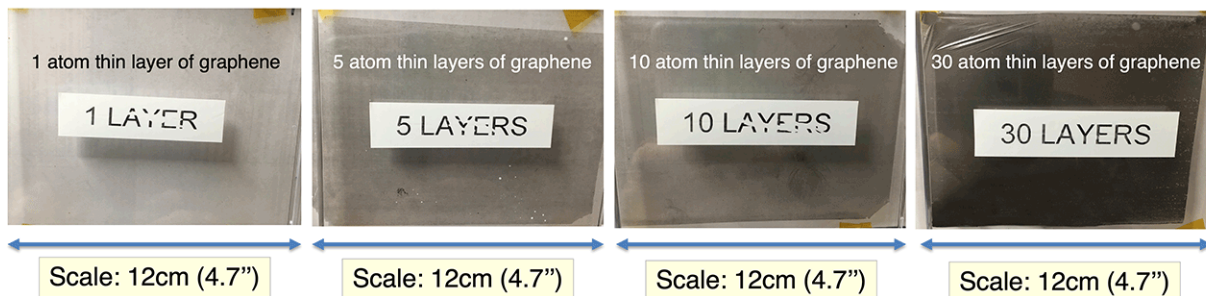 1 atom thin layer of graphene
1 LAYER
Scale: 12cm (4.7”)
5 atom thin layers of graphene
5 LAYERS
Scale: 12cm (4.7”)
10 atom thin layers of graphene
10 LAYERS
Scale: 12cm (4.7”)
30 atom thin layers of graphene
30 LAYERS
Scale: 12cm (4.7”)